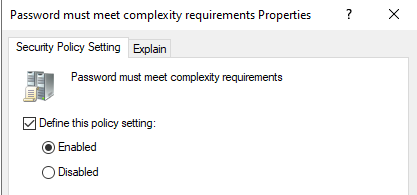 Password must meet complexity requirements Properties ? ×
Security Policy Setting Explain
Password must meet complexity requirements
Define this policy setting:
Enabled
Disabled